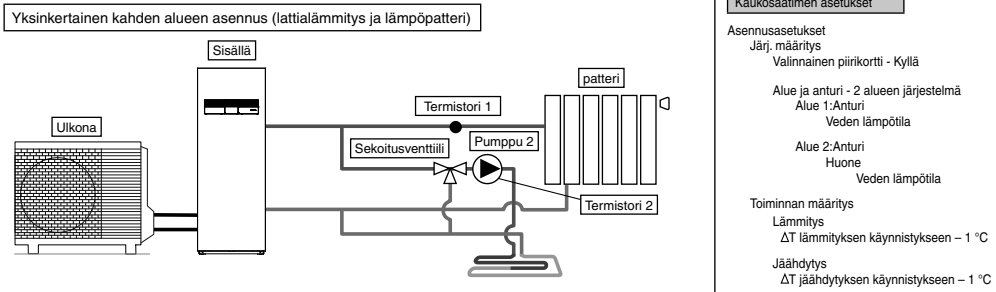 Yksinkertainen kahden alueen asennus (lattialämmitys ja lämpöpatteri)
Sisällä
Ulkona
patteri
Termistori 1
Sekoitusventtiili
Pumppu 2
Termistori 2
Kaukosäätimen asetukset
Asennusasetukset
Järj. määritys
Valinnainen piirikortti - Kyllä
Alue ja anturi - 2 alueen järjestelmä
Alue 1:Anturi
Veden lämpötila
Alue 2:Anturi
Huone
Veden lämpötila
Toiminnan määritys
Lämmitys
ΔT lämmityksen käynnistykseen – 1 °C
Jäähdytys
ΔT jäähdytyksen käynnistykseen – 1 °C